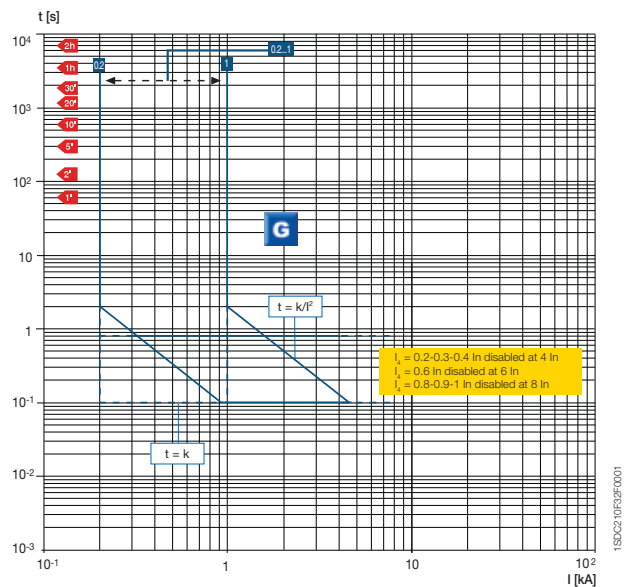 t [s]
10⁴
2h
1h
30'
20'
10'
5'
2'
1'
0.2
1
0.2...1
10³
10²
G
10
t = k/I²
1
I₄ = 0.2-0.3-0.4 In disabled at 4 In
I₄ = 0.6 In disabled at 6 In
I₄ = 0.8-0.9-1 In disabled at 8 In
10⁻¹
t = k
10⁻²
10⁻³
10⁻¹
1
10
10²
I [kA]
1SDC210F32F0001